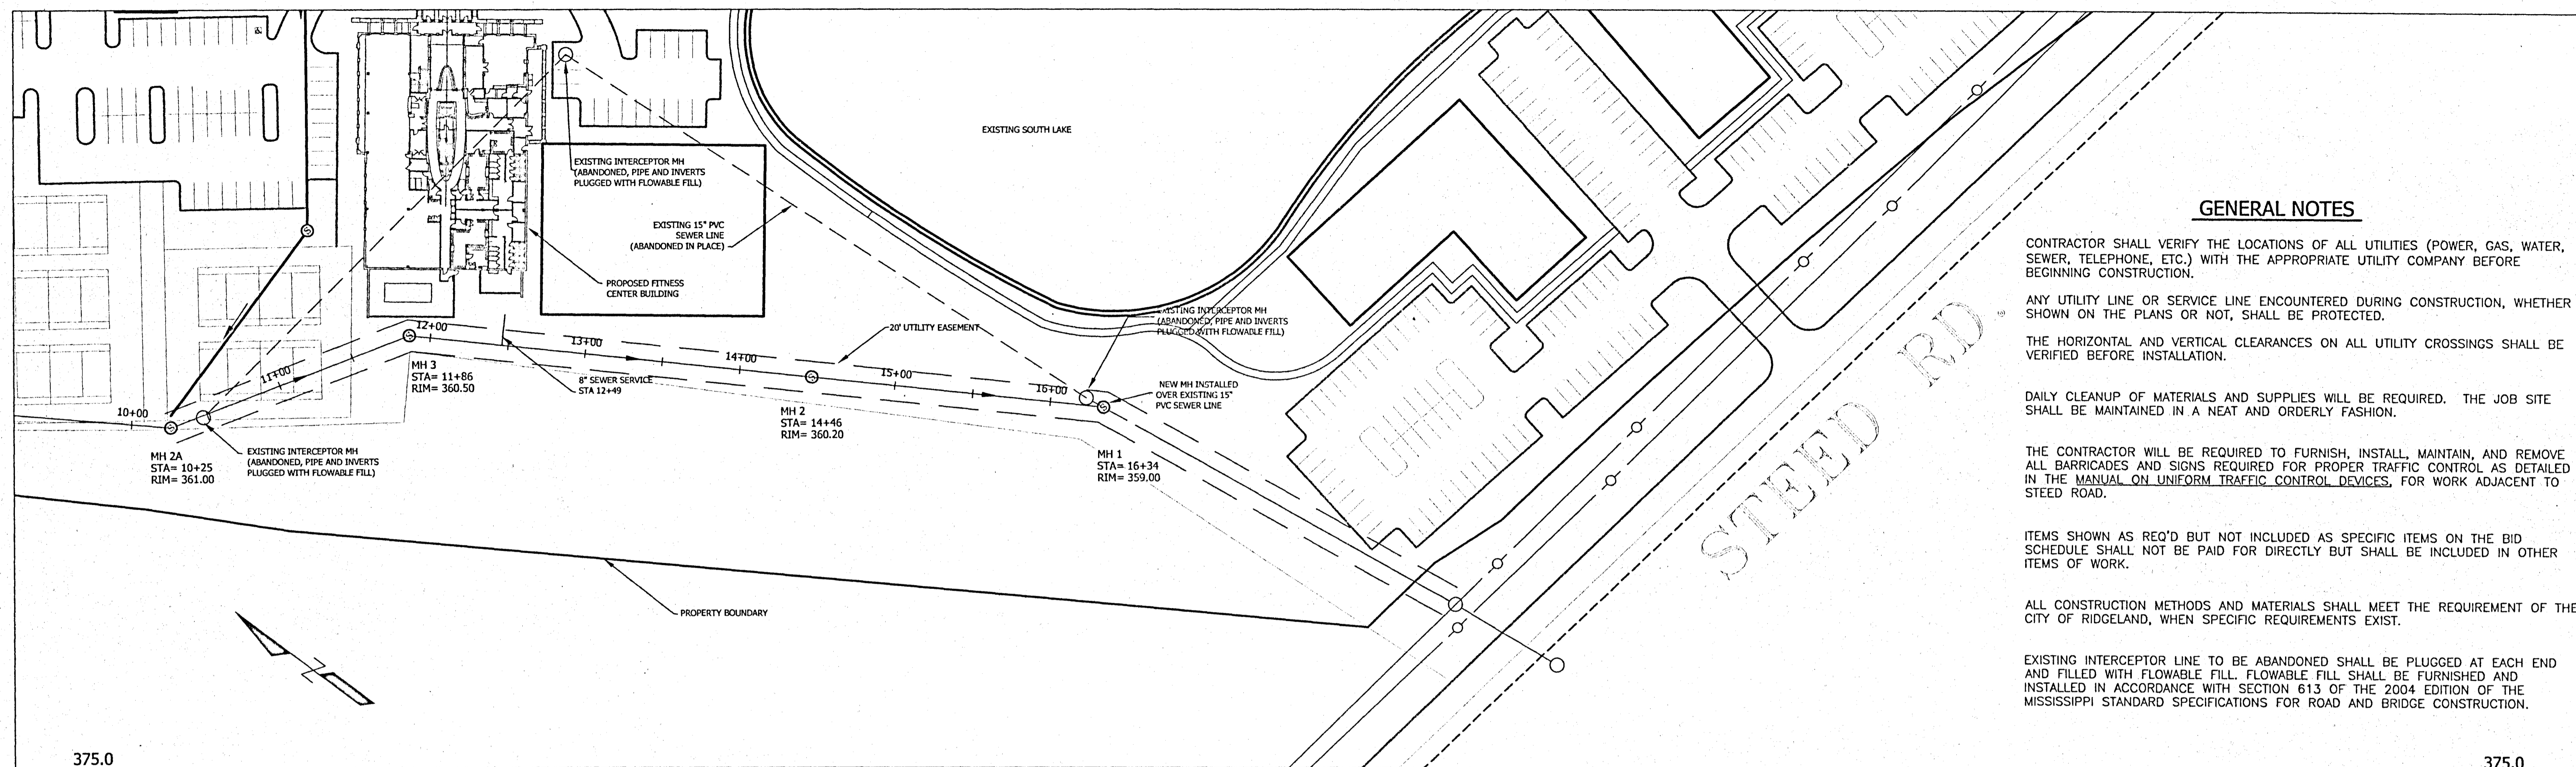 EXISTING SOUTH LAKE
EXISTING INTERCEPTOR MH
(ABANDONED, PIPE AND INVERTS
PLUGGED WITH FLOWABLE FILL)
EXISTING 15" PVC
SEWER LINE
(ABANDONED IN PLACE)
PROPOSED FITNESS
CENTER BUILDING
EXISTING INTERCEPTOR MH
(ABANDONED, PIPE AND INVERTS
PLUGGED WITH FLOWABLE FILL)
20' UTILITY EASEMENT
10+00
11+00
12+00
13+00
14+00
15+00
16+00
MH 3
STA= 11+86
RIM= 360.50
8" SEWER SERVICE
STA 12+49
NEW MH INSTALLED
OVER EXISTING 15"
PVC SEWER LINE
MH 2
STA= 14+46
RIM= 360.20
MH 2A
STA= 10+25
RIM= 361.00
EXISTING INTERCEPTOR MH
(ABANDONED, PIPE AND INVERTS
PLUGGED WITH FLOWABLE FILL)
MH 1
STA= 16+34
RIM= 359.00
PROPERTY BOUNDARY
STEED RD
375.0
GENERAL NOTES
CONTRACTOR SHALL VERIFY THE LOCATIONS OF ALL UTILITIES (POWER, GAS, WATER,
SEWER, TELEPHONE, ETC.) WITH THE APPROPRIATE UTILITY COMPANY BEFORE
BEGINNING CONSTRUCTION.
ANY UTILITY LINE OR SERVICE LINE ENCOUNTERED DURING CONSTRUCTION, WHETHER
SHOWN ON THE PLANS OR NOT, SHALL BE PROTECTED.
THE HORIZONTAL AND VERTICAL CLEARANCES ON ALL UTILITY CROSSINGS SHALL BE
VERIFIED BEFORE INSTALLATION.
DAILY CLEANUP OF MATERIALS AND SUPPLIES WILL BE REQUIRED. THE JOB SITE
SHALL BE MAINTAINED IN A NEAT AND ORDERLY FASHION.
THE CONTRACTOR WILL BE REQUIRED TO FURNISH, INSTALL, MAINTAIN, AND REMOVE
ALL BARRICADES AND SIGNS REQUIRED FOR PROPER TRAFFIC CONTROL AS DETAILED
IN THE MANUAL ON UNIFORM TRAFFIC CONTROL DEVICES, FOR WORK ADJACENT TO
STEED ROAD.
ITEMS SHOWN AS REQ'D BUT NOT INCLUDED AS SPECIFIC ITEMS ON THE BID
SCHEDULE SHALL NOT BE PAID FOR DIRECTLY BUT SHALL BE INCLUDED IN OTHER
ITEMS OF WORK.
ALL CONSTRUCTION METHODS AND MATERIALS SHALL MEET THE REQUIREMENT OF THE
CITY OF RIDGELAND, WHEN SPECIFIC REQUIREMENTS EXIST.
EXISTING INTERCEPTOR LINE TO BE ABANDONED SHALL BE PLUGGED AT EACH END
AND FILLED WITH FLOWABLE FILL. FLOWABLE FILL SHALL BE FURNISHED AND
INSTALLED IN ACCORDANCE WITH SECTION 613 OF THE 2004 EDITION OF THE
MISSISSIPPI STANDARD SPECIFICATIONS FOR ROAD AND BRIDGE CONSTRUCTION.
375.0